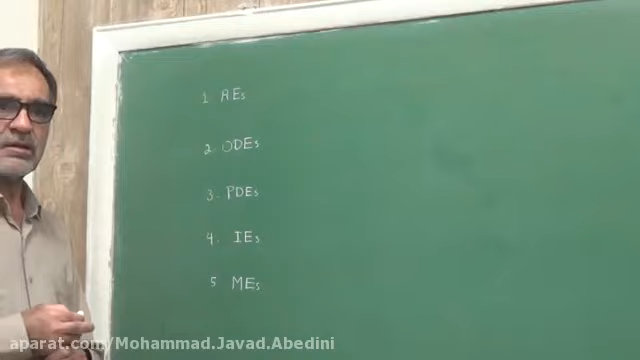 1 AEs
2. ODEs
3. PDEs
4. IEs
5 MEs
aparat.com/Mohammad.Javad.Abedini